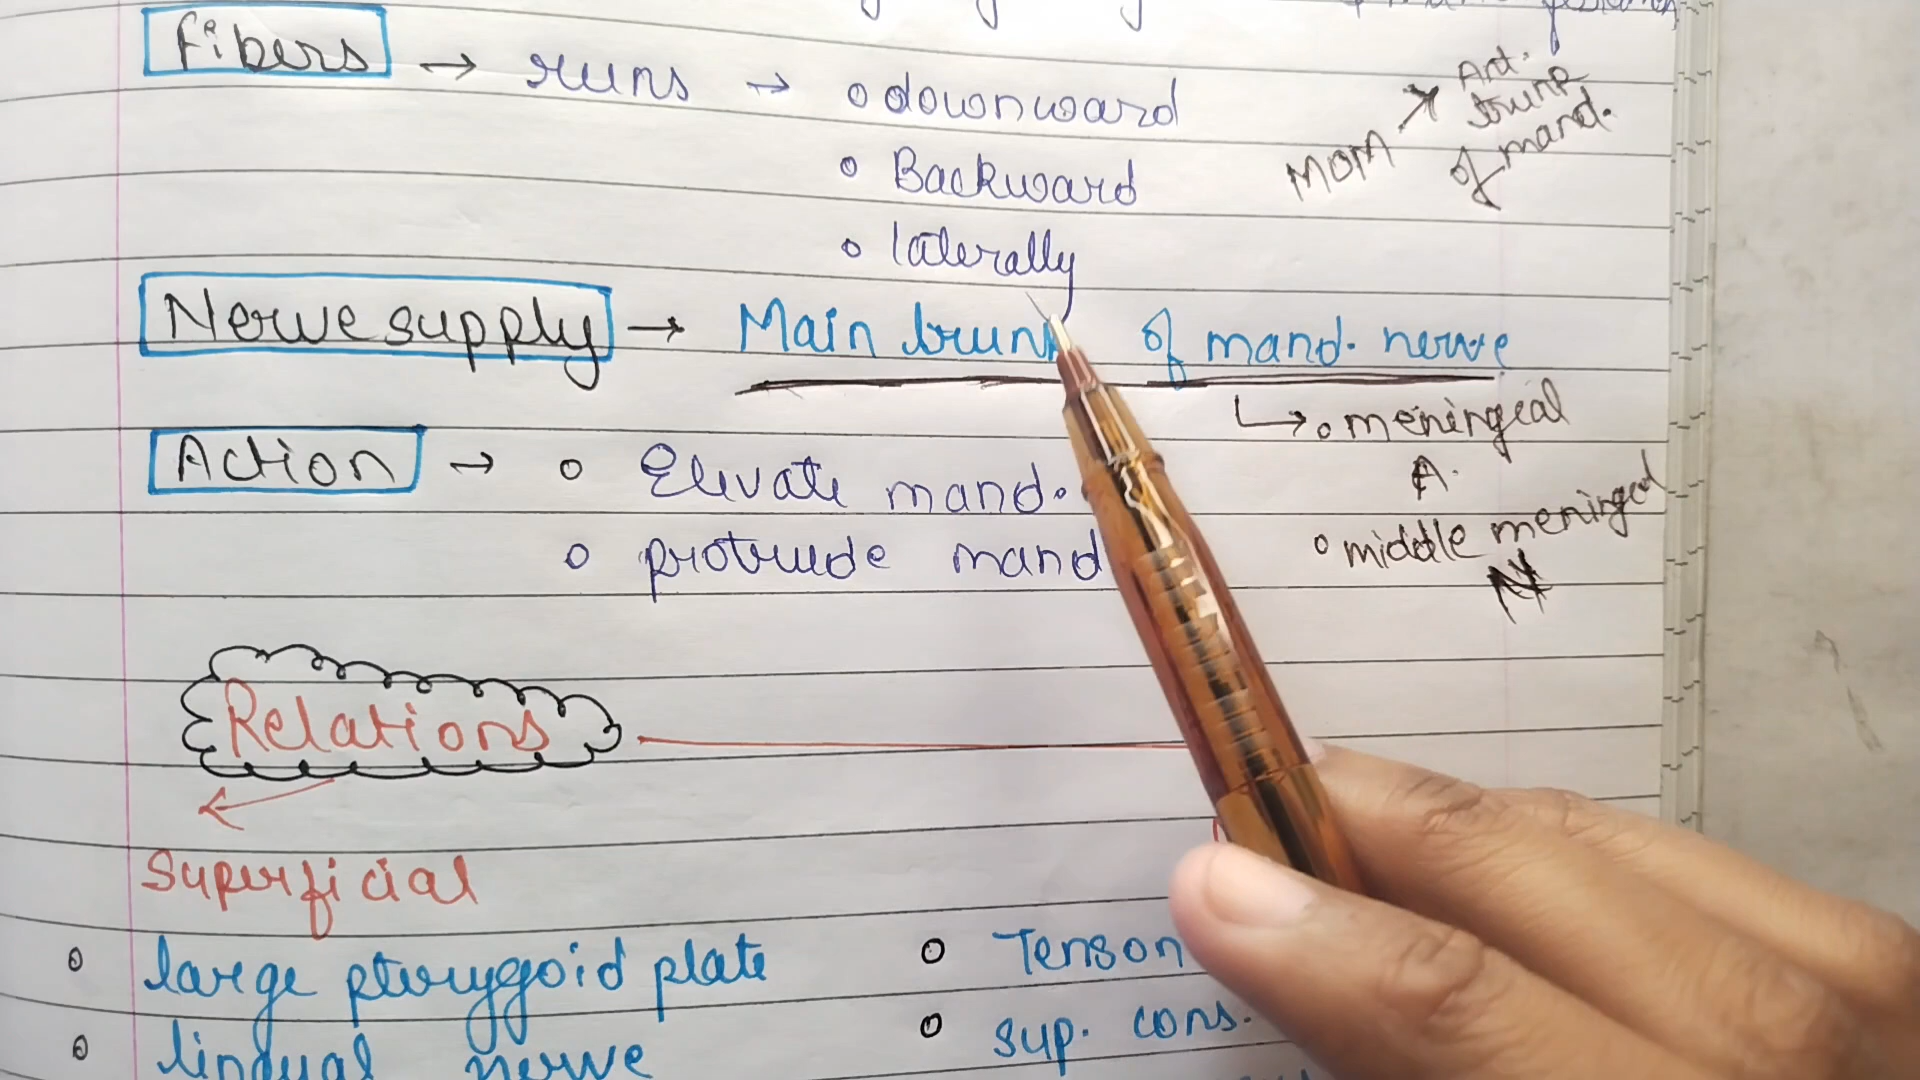 Fibers → runs → o downward
o Backward
o laterally
MOM → Ant. trunk of mand.
Nerve supply → Main trunk of mand. nerve
↳ o meningeal
A.
o middle meningeal
N
Action → o Elevate mand.
o protrude mand
Relations
Superficial
o large pterygoid plate
o lingual nerve
o Tenson
o sup. cons.